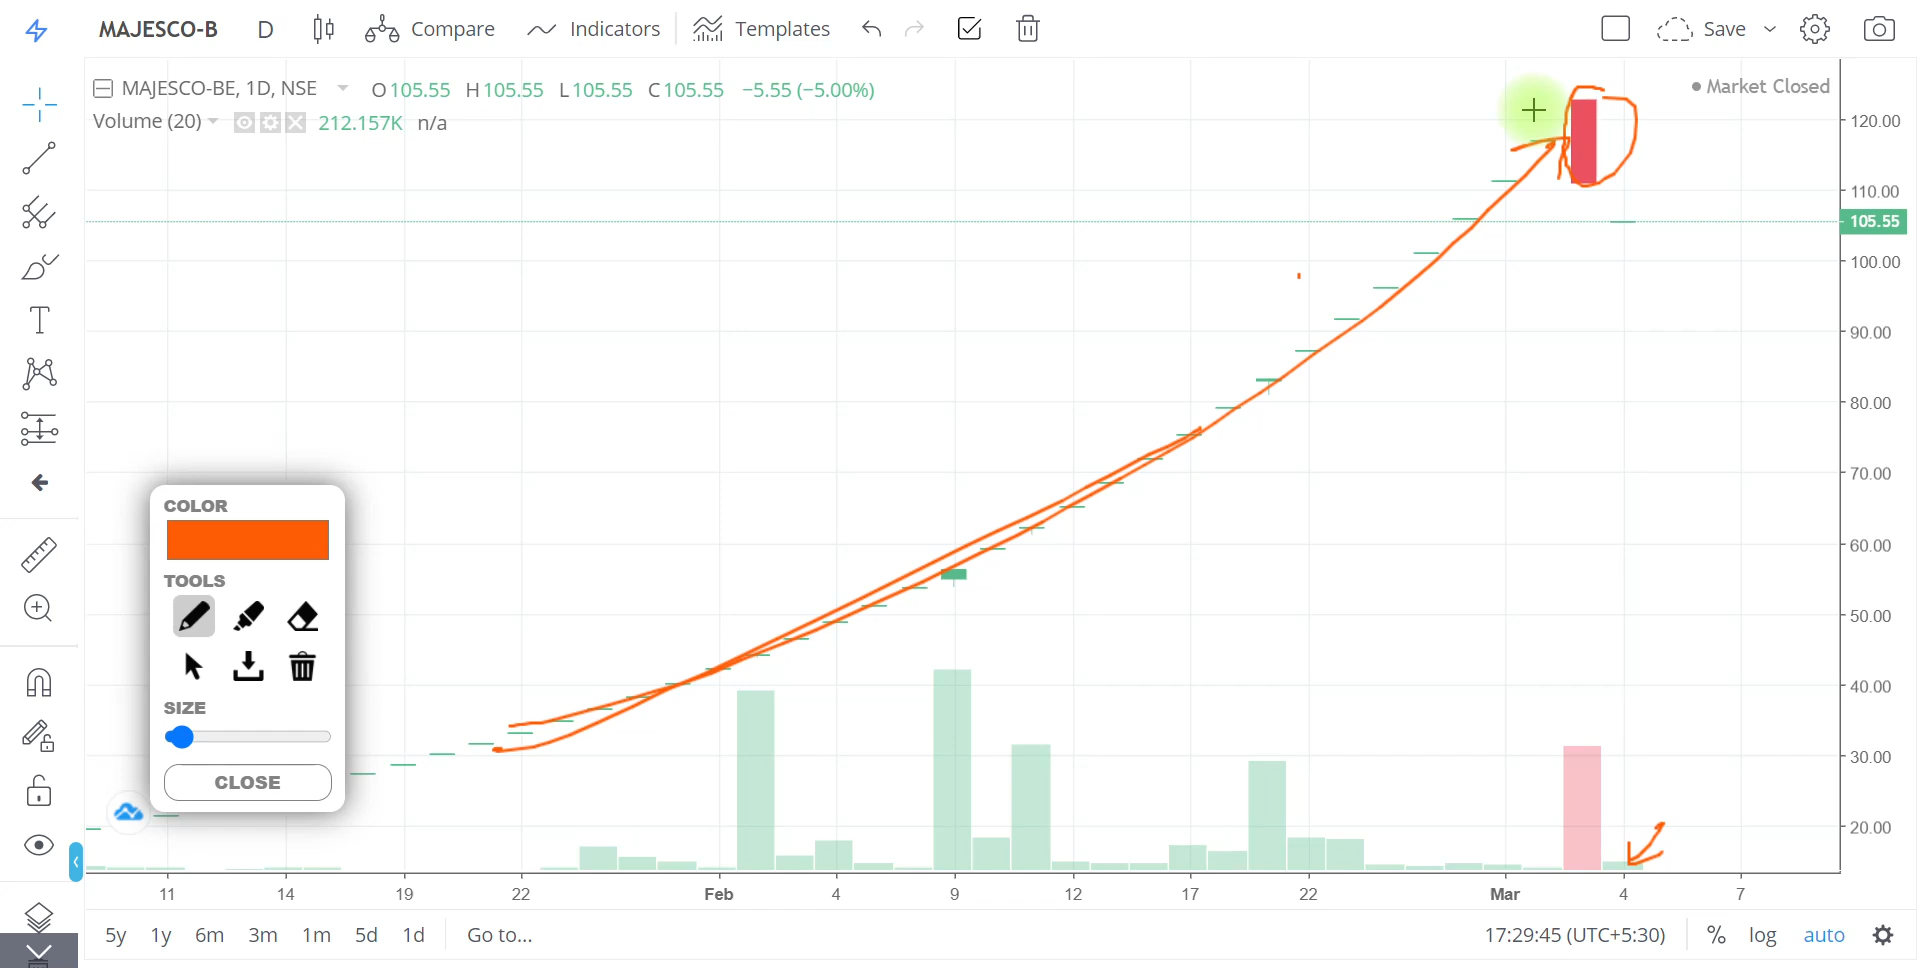 MAJESCO-B D Compare Indicators Templates Save
MAJESCO-BE, 1D, NSE O105.55 H105.55 L105.55 C105.55 −5.55 (−5.00%)
Market Closed
Volume (20) 212.157K n/a
120.00
110.00
105.55
100.00
90.00
80.00
70.00
60.00
50.00
40.00
30.00
20.00
COLOR
TOOLS
SIZE
CLOSE
11 14 19 22 Feb 4 9 12 17 22 Mar 4 7
5y 1y 6m 3m 1m 5d 1d Go to... 17:29:45 (UTC+5:30) % log auto